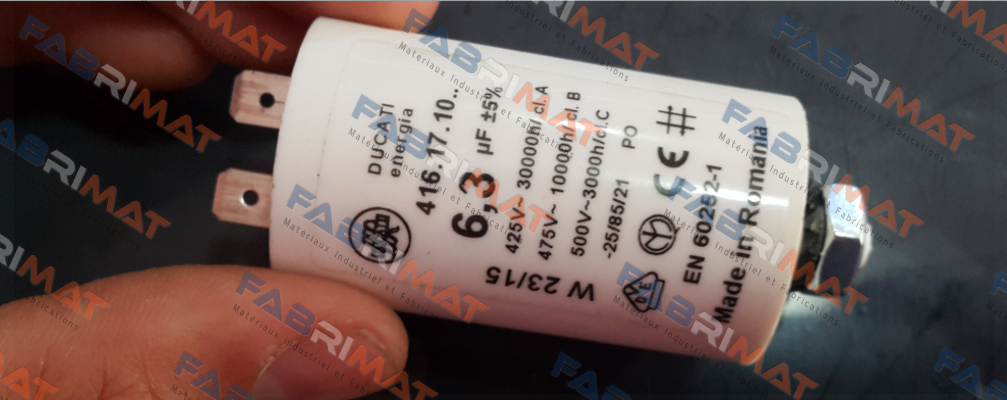 DUCATI
energia
416.17.10..
6,3 µF ±5%
425V~ 30000h/ cl. A
475V~ 10000h/ cl. B
500V~3000h/cl.C
-25/85/21 PO
EN 60252-1
Made in Romania
W 23/15
FABRIMAT
Materiaux Industriel et Fabrications